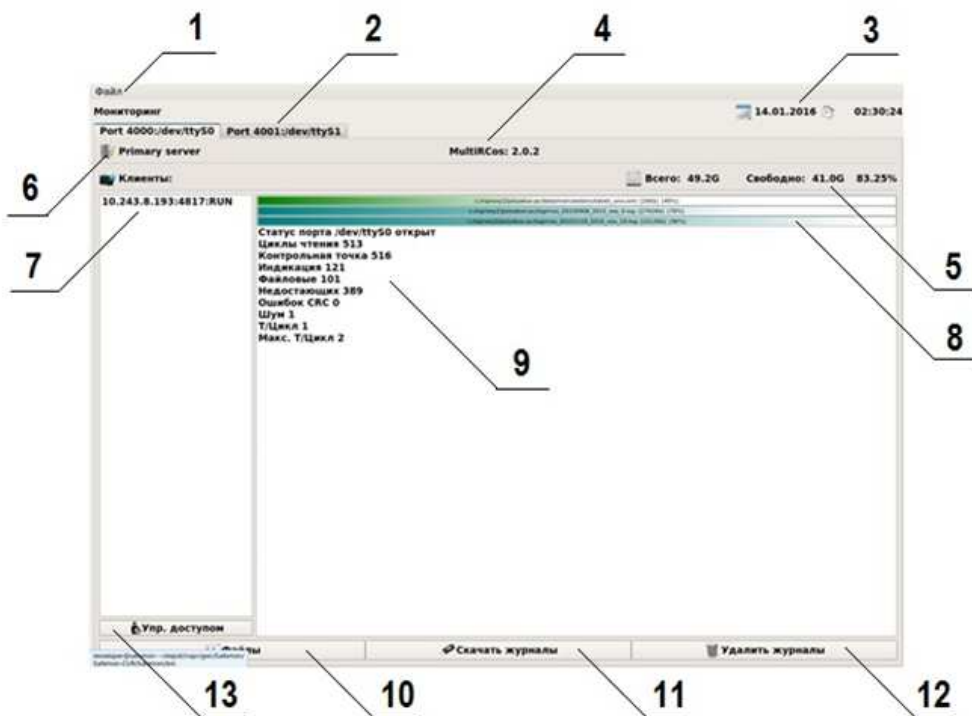 1
2
4
3
Файл
Мониторинг
14.01.2016 02:30:24
Port 4000:/dev/ttyS0 Port 4001:/dev/ttyS1
Primary server MultiRCos: 2.0.2
6
Клиенты: Всего: 49.2G Свободно: 41.0G 83.25%
10.243.8.193:4817:RUN
7
5
8
Статус порта /dev/ttyS0 открыт
Циклы чтения 513
Контрольная точка 516
Индикация 121
Файловые 101
Недостающих 389
Ошибок CRC 0
Шум 1
Т/Цикл 1
Макс. Т/Цикл 2
9
Упр. доступом
Скачать журналы Удалить журналы
13
10
11
12